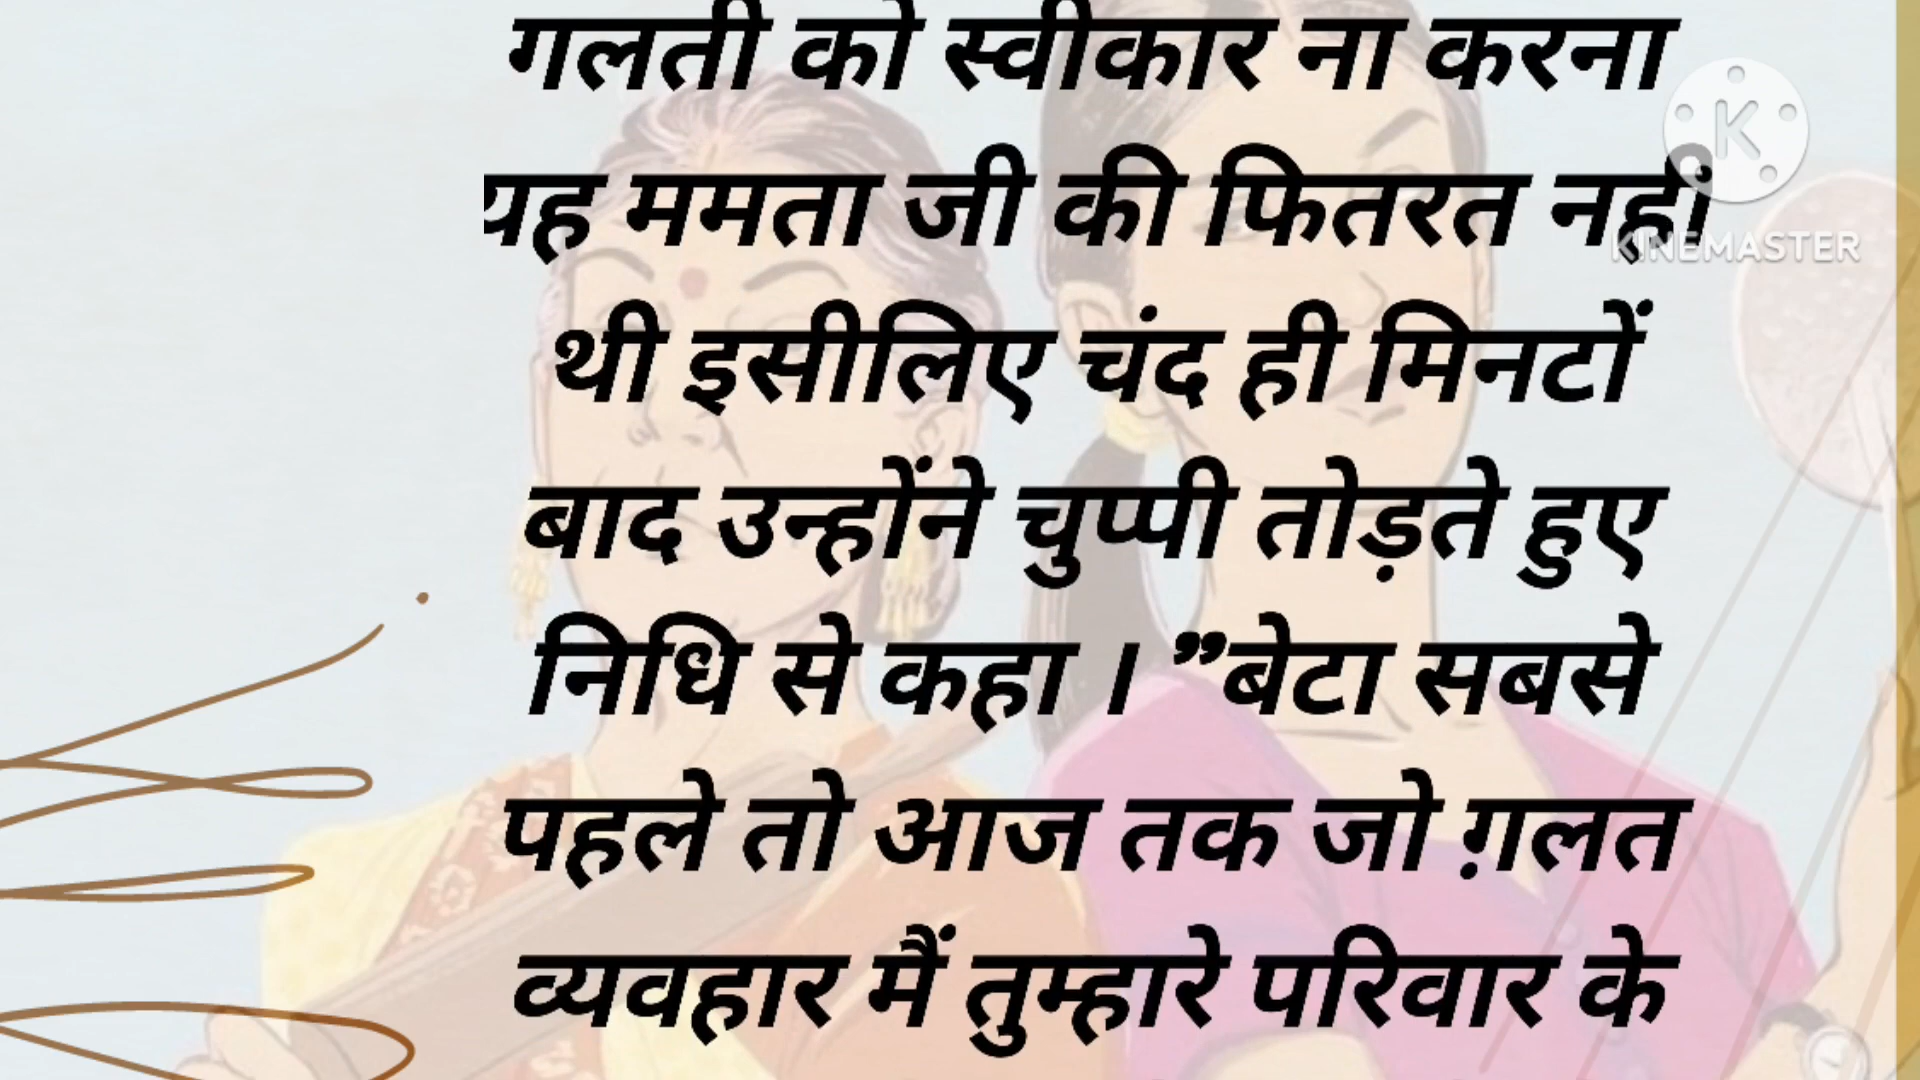 गलती को स्वीकार ना करना
यह ममता जी की फितरत नहीं
थी इसीलिए चंद ही मिनटों
बाद उन्होंने चुप्पी तोड़ते हुए
निधि से कहा । ”बेटा सबसे
पहले तो आज तक जो ग़लत
व्यवहार मैं तुम्हारे परिवार के
K
KINEMASTER